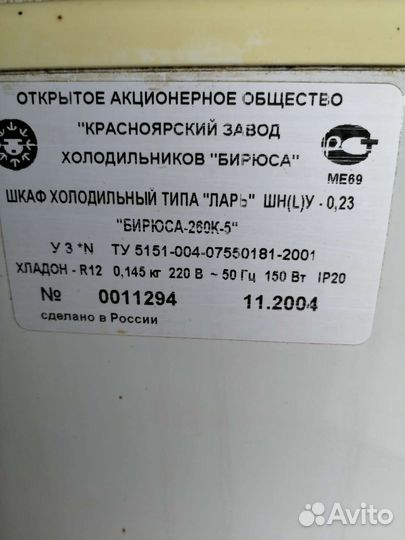 ОТКРЫТОЕ АКЦИОНЕРНОЕ ОБЩЕСТВО
"КРАСНОЯРСКИЙ ЗАВОД
ХОЛОДИЛЬНИКОВ "БИРЮСА"
МЕ69
ШКАФ ХОЛОДИЛЬНЫЙ ТИПА "ЛАРЬ" ШН(L)У - 0,23
"БИРЮСА-260К-5"
У 3 *N ТУ 5151-004-07550181-2001
ХЛАДОН - R12 0,145 кг 220 В ~ 50 Гц 150 Вт IP20
№ 0011294 11.2004
сделано в России
Avito